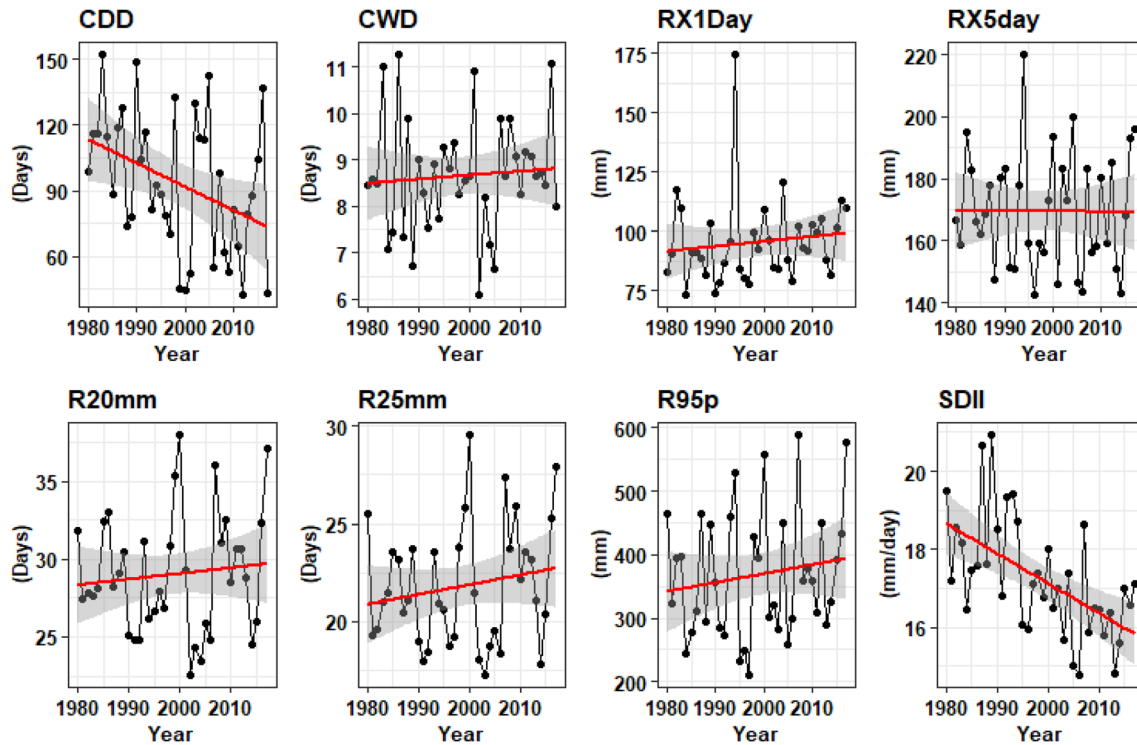 CDD CWD RX1Day RX5day
(Days) 150 120 90 60
1980 1990 2000 2010
Year
(Days) 11 10 9 8 7 6
1980 1990 2000 2010
Year
(mm) 175 150 125 100 75
1980 1990 2000 2010
Year
(mm) 220 200 180 160 140
1980 1990 2000 2010
Year
R20mm R25mm R95p SDII
(Days) 35 30 25
1980 1990 2000 2010
Year
(Days) 30 25 20
1980 1990 2000 2010
Year
(mm) 600 500 400 300 200
1980 1990 2000 2010
Year
(mm/day) 20 18 16
1980 1990 2000 2010
Year